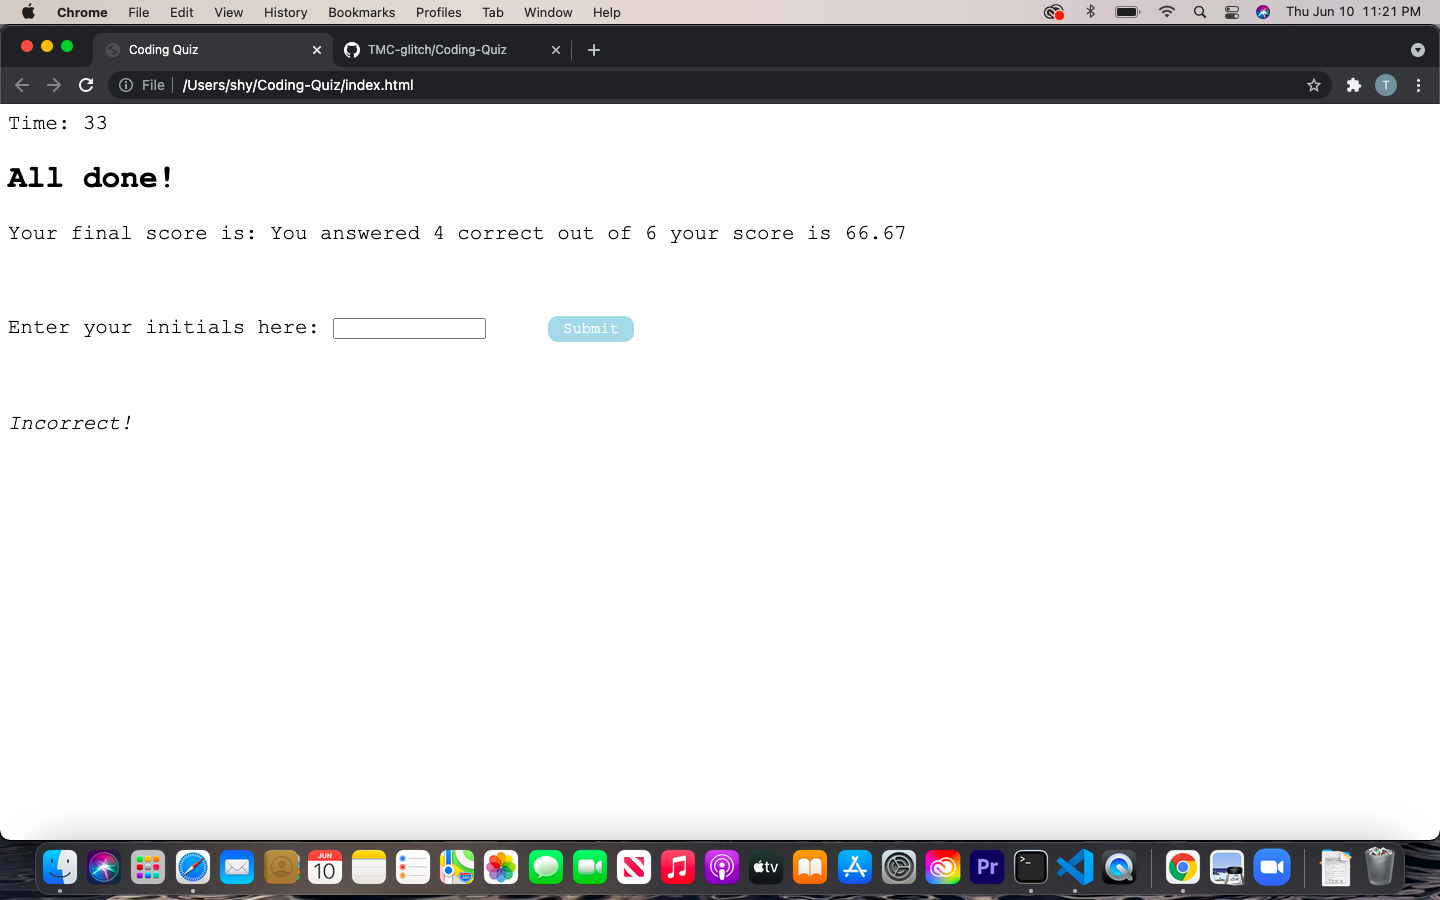 Chrome File Edit View History Bookmarks Profiles Tab Window Help Thu Jun 10 11:21 PM
Coding Quiz TMC-glitch/Coding-Quiz
File /Users/shy/Coding-Quiz/index.html T
Time: 33
All done!
Your final score is: You answered 4 correct out of 6 your score is 66.67
Enter your initials here: Submit
Incorrect!
JUN
10
tv
Pr
>_
DOCX